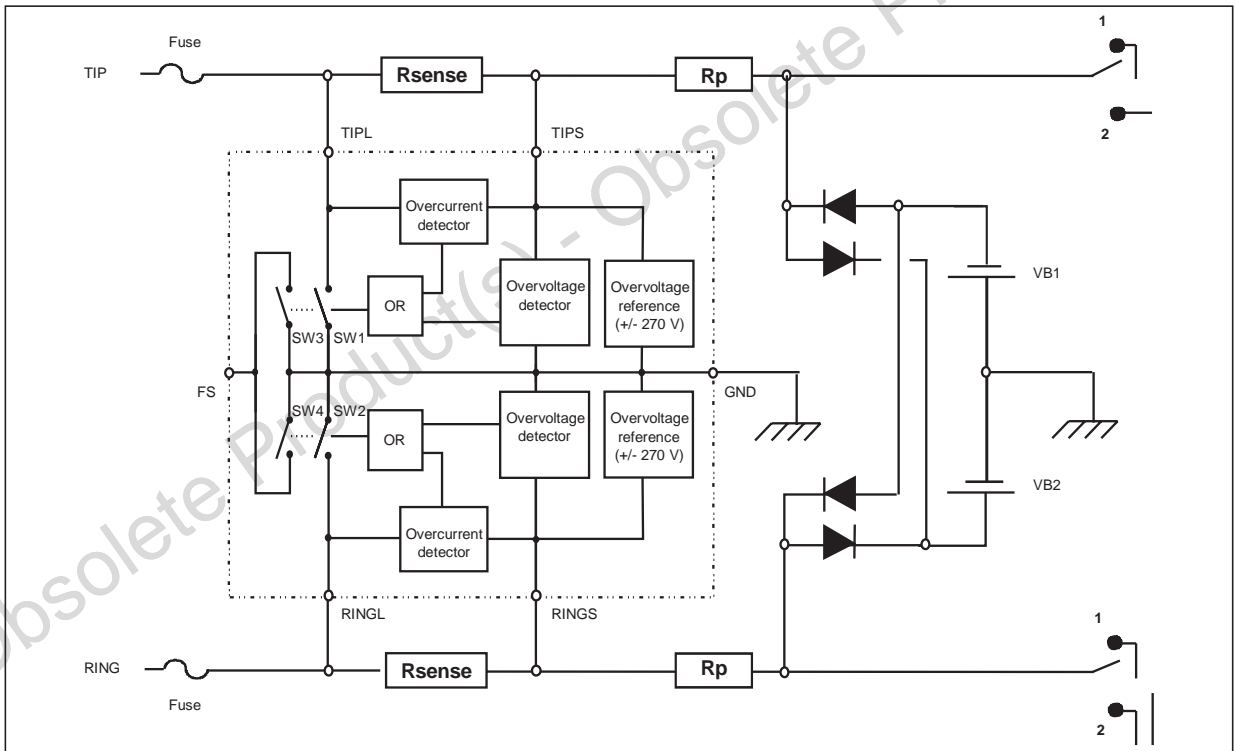 Obsolete Product(s) - Obsolete P
Fuse
1
TIP
Rsense
Rp
2
TIPL
TIPS
Overcurrent
detector
Overvoltage
detector
Overvoltage
reference
(+/- 270 V)
OR
VB1
SW3
SW1
FS
GND
SW4
SW2
OR
Overvoltage
detector
Overvoltage
reference
(+/- 270 V)
VB2
Overcurrent
detector
RINGL
RINGS
1
RING
Rsense
Rp
Fuse
2